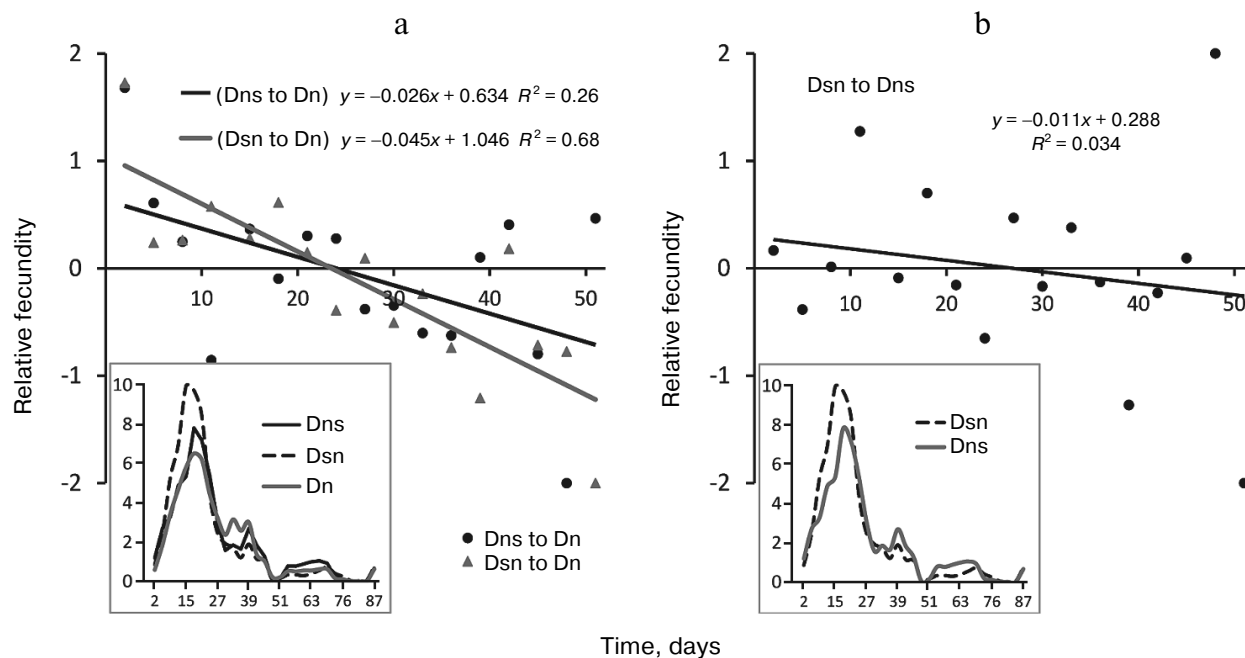 a
2
1
0
-1
-2
10
20
30
40
50
Relative fecundity
(Dns to Dn) y = −0.026x + 0.634 R² = 0.26
(Dsn to Dn) y = −0.045x + 1.046 R² = 0.68
10
8
6
4
2
0
2 15 27 39 51 63 76 87
Dns
Dsn
Dn
Dns to Dn
Dsn to Dn
b
2
1
0
-1
-2
10
20
30
40
50
Relative fecundity
Dsn to Dns
y = −0.011x + 0.288
R² = 0.034
10
8
6
4
2
0
2 15 27 39 51 63 76 87
Dsn
Dns
Time, days